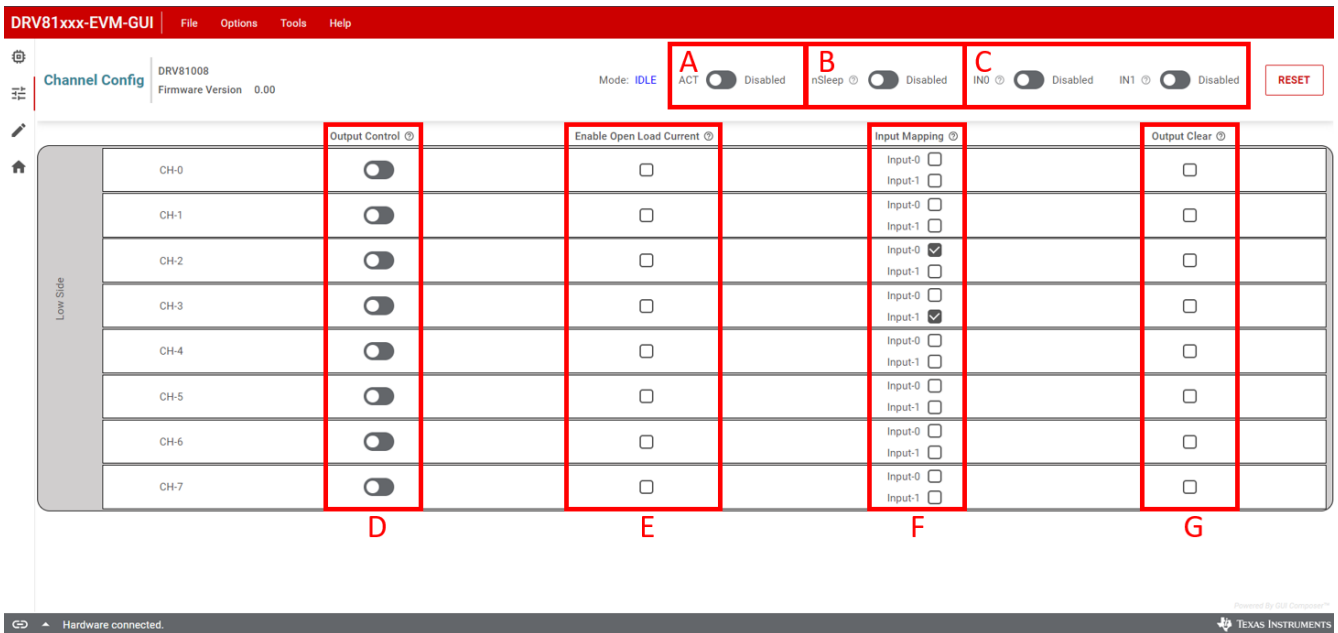 DRV81xxx-EVM-GUI File Options Tools Help
Channel Config
DRV81008
Firmware Version 0.00
Mode: IDLE
A
ACT Disabled
B
nSleep Disabled
C
IN0 Disabled IN1 Disabled
RESET
Output Control Enable Open Load Current Input Mapping Output Clear
Low Side
CH-0
Input-0
Input-1
CH-1
Input-0
Input-1
CH-2
Input-0
Input-1
CH-3
Input-0
Input-1
CH-4
Input-0
Input-1
CH-5
Input-0
Input-1
CH-6
Input-0
Input-1
CH-7
Input-0
Input-1
D E F G
Powered By GUI Composer™
Hardware connected.
TEXAS INSTRUMENTS